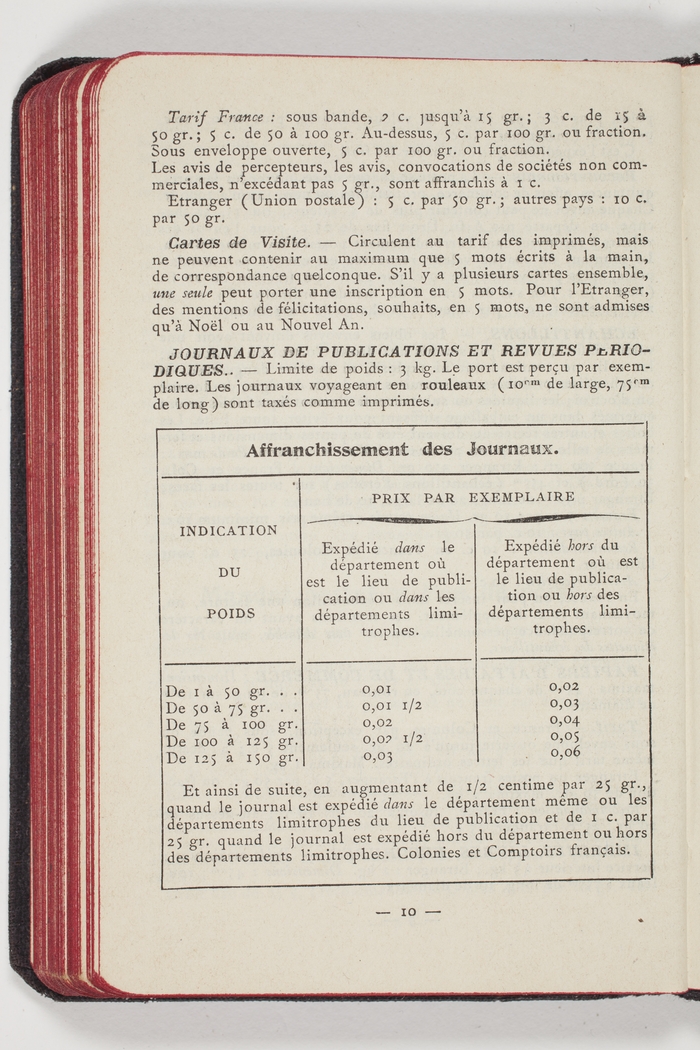 Tarif France : sous bande, 2 c. jusqu'à 15 gr.; 3 c. de 15 à
50 gr.; 5 c. de 50 à 100 gr. Au-dessus, 5 c. par 100 gr. ou fraction.
Sous enveloppe ouverte, 5 c. par 100 gr. ou fraction.
Les avis de percepteurs, les avis, convocations de sociétés non com-
merciales, n'excédant pas 5 gr., sont affranchis à 1 c.
Etranger (Union postale) : 5 c. par 50 gr.; autres pays : 10 c.
par 50 gr.
Cartes de Visite. — Circulent au tarif des imprimés, mais
ne peuvent contenir au maximum que 5 mots écrits à la main,
de correspondance quelconque. S'il y a plusieurs cartes ensemble,
une seule peut porter une inscription en 5 mots. Pour l'Etranger,
des mentions de félicitations, souhaits, en 5 mots, ne sont admises
qu'à Noël ou au Nouvel An.
JOURNAUX DE PUBLICATIONS ET REVUES PÉRIO-
DIQUES.. — Limite de poids : 3 kg. Le port est perçu par exem-
plaire. Les journaux voyageant en rouleaux (10cm de large, 75cm
de long) sont taxés comme imprimés.
Affranchissement des Journaux.
INDICATION
DU
POIDS
PRIX PAR EXEMPLAIRE
Expédié dans le
département où
est le lieu de publi-
cation ou dans les
départements limi-
trophes.
Expédié hors du
département où est
le lieu de publica-
tion ou hors des
départements limi-
trophes.
De 1 à 50 gr. . . 0,01 0,02
De 50 à 75 gr. . . 0,01 1/2 0,03
De 75 à 100 gr. 0,02 0,04
De 100 à 125 gr. 0,02 1/2 0,05
De 125 à 150 gr. 0,03 0,06
Et ainsi de suite, en augmentant de 1/2 centime par 25 gr.,
quand le journal est expédié dans le département même ou les
départements limitrophes du lieu de publication et de 1 c. par
25 gr. quand le journal est expédié hors du département ou hors
des départements limitrophes. Colonies et Comptoirs français.
— 10 —